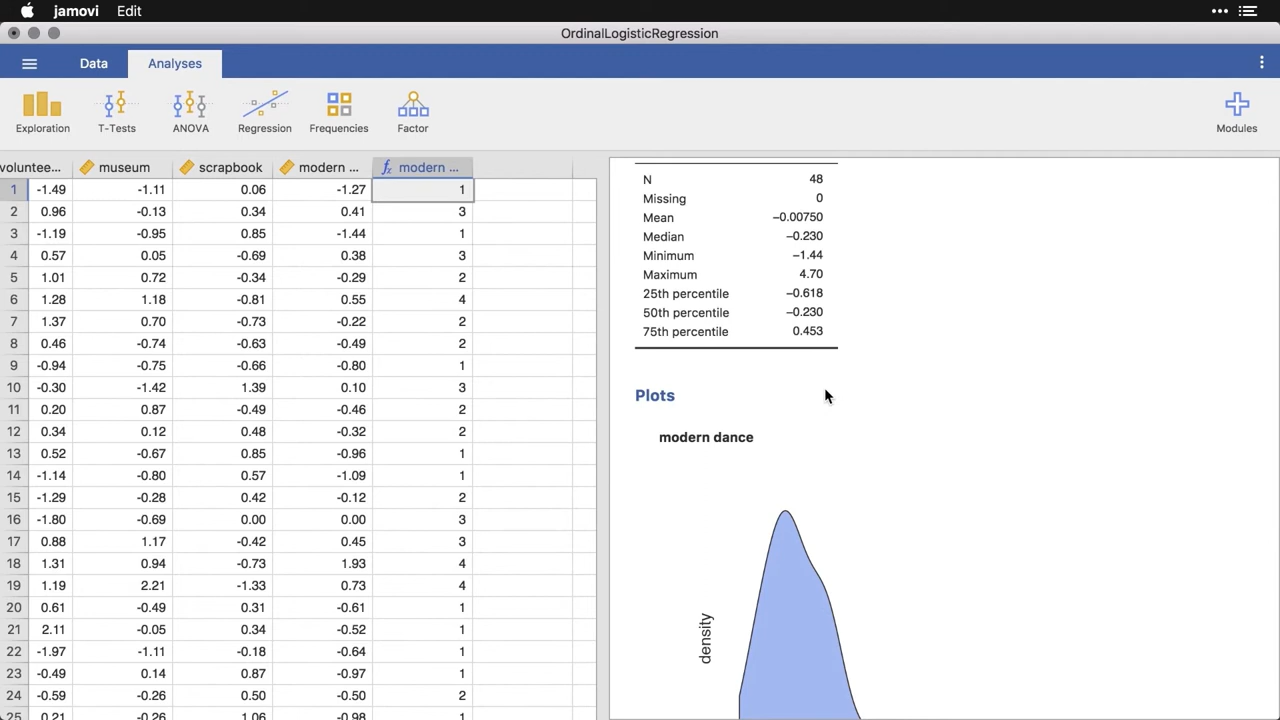 jamovi Edit
OrdinalLogisticRegression
Data Analyses
Exploration T-Tests ANOVA Regression Frequencies Factor Modules
voluntee... museum scrapbook modern ... fx modern ...
1 -1.49 -1.11 0.06 -1.27 1
2 0.96 -0.13 0.34 0.41 3
3 -1.19 -0.95 0.85 -1.44 1
4 0.57 0.05 -0.69 0.38 3
5 1.01 0.72 -0.34 -0.29 2
6 1.28 1.18 -0.81 0.55 4
7 1.37 0.70 -0.73 -0.22 2
8 0.46 -0.74 -0.63 -0.49 2
9 -0.94 -0.75 -0.66 -0.80 1
10 -0.30 -1.42 1.39 0.10 3
11 0.20 0.87 -0.49 -0.46 2
12 0.34 0.12 0.48 -0.32 2
13 0.52 -0.67 0.85 -0.96 1
14 -1.14 -0.80 0.57 -1.09 1
15 -1.29 -0.28 0.42 -0.12 2
16 -1.80 -0.69 0.00 0.00 3
17 0.88 1.17 -0.42 0.45 3
18 1.31 0.94 -0.73 1.93 4
19 1.19 2.21 -1.33 0.73 4
20 0.61 -0.49 0.31 -0.61 1
21 2.11 -0.05 0.34 -0.52 1
22 -1.97 -1.11 -0.18 -0.64 1
23 -0.49 0.14 0.87 -0.97 1
24 -0.59 -0.26 0.50 -0.50 2
25 0.21 -0.26 1.06 -0.98 1
N 48
Missing 0
Mean −0.00750
Median −0.230
Minimum −1.44
Maximum 4.70
25th percentile −0.618
50th percentile −0.230
75th percentile 0.453
Plots
modern dance
density